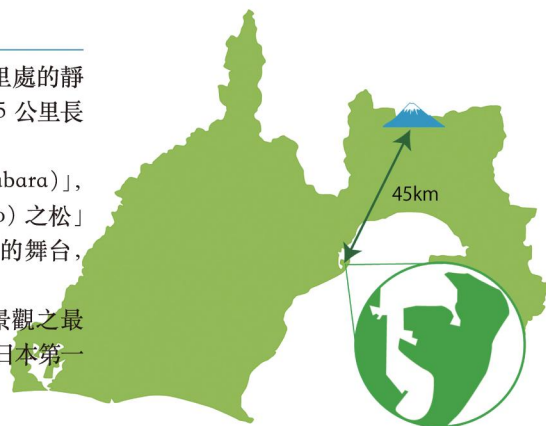 里處的靜
5 公里長
bara)」,
o) 之松」
的舞台,
景觀之最
日本第一
45km